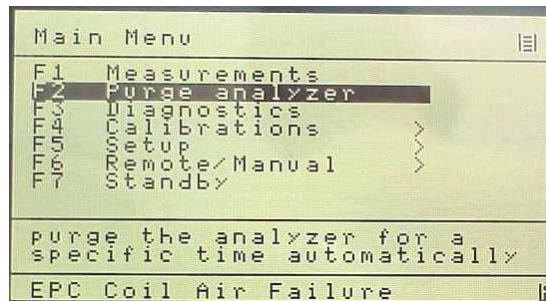 Main Menu
F1 Measurements
F2 Purge analyzer
F3 Diagnostics
F4 Calibrations >
F5 Setup >
F6 Remote/Manual >
F7 Standby
purge the analyzer for a
specific time automatically
EPC Coil Air Failure